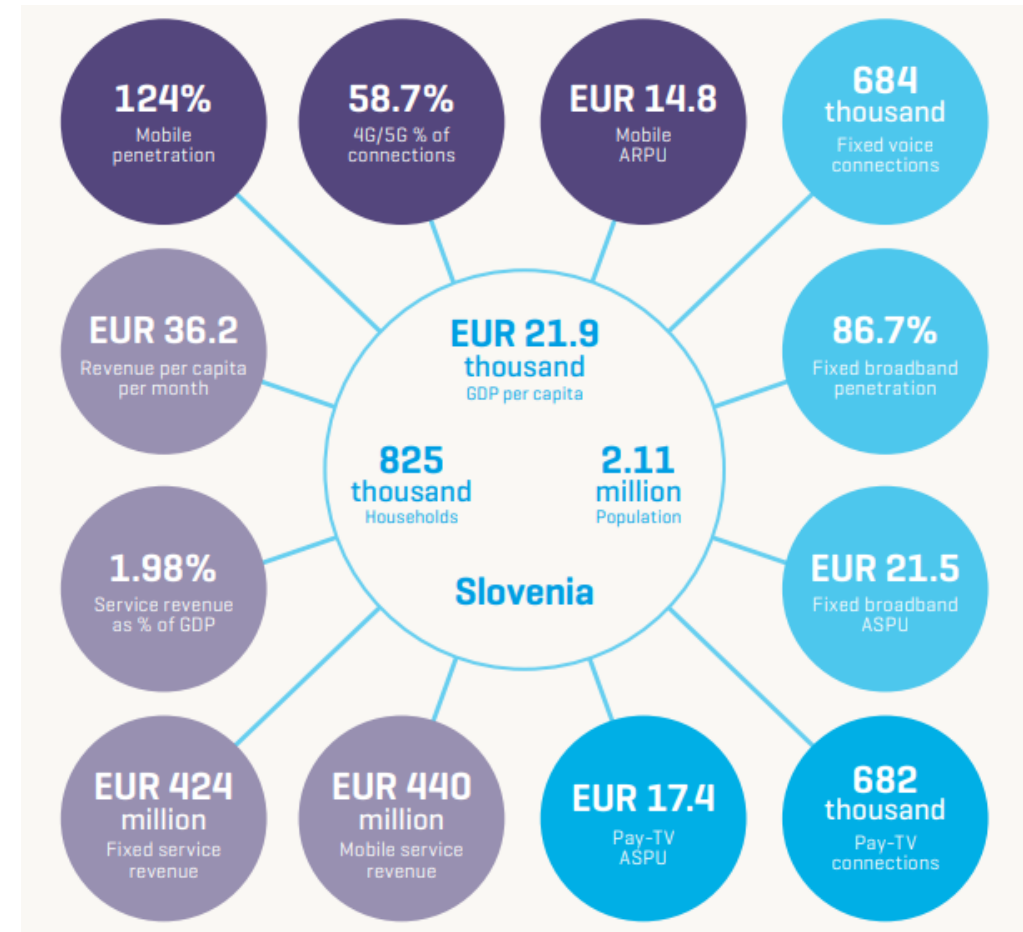 124%
Mobile
penetration
58.7%
4G/5G % of
connections
EUR 14.8
Mobile
ARPU
684
thousand
Fixed voice
connections
EUR 36.2
Revenue per capita
per month
EUR 21.9
thousand
GDP per capita
86.7%
Fixed broadband
penetration
825
thousand
Households
2.11
million
Population
1.98%
Service revenue
as % of GDP
Slovenia
EUR 21.5
Fixed broadband
ASPU
EUR 424
million
Fixed service
revenue
EUR 440
million
Mobile service
revenue
EUR 17.4
Pay-TV
ASPU
682
thousand
Pay-TV
connections